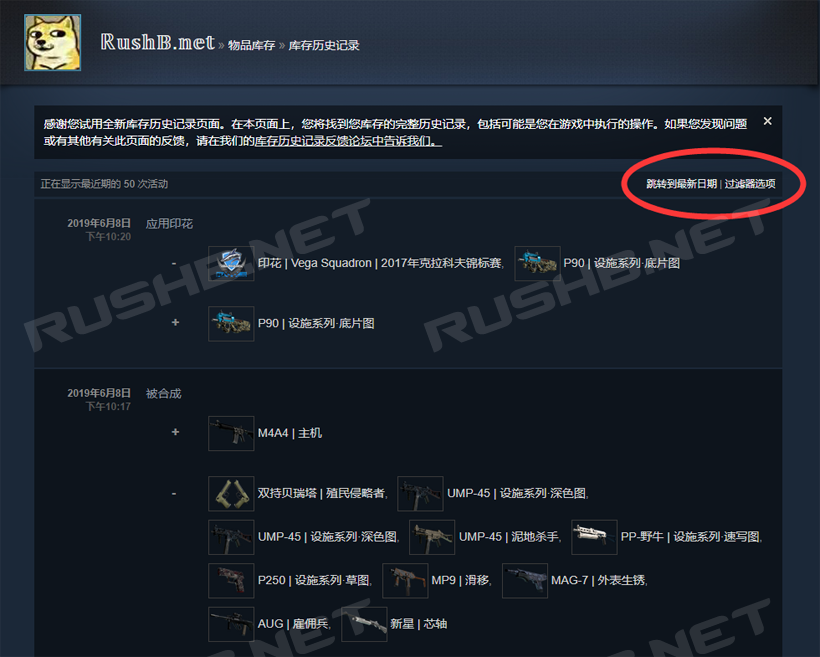 RushB.net » 物品库存 » 库存历史记录
感谢您试用全新库存历史记录页面。在本页面上，您将找到您库存的完整历史记录，包括可能是您在游戏中执行的操作。如果您发现问题
或有其他有关此页面的反馈，请在我们的库存历史记录反馈论坛中告诉我们。
正在显示最近期的 50 次活动
跳转到最新日期 | 过滤器选项
2019年6月8日 应用印花
下午10:20
- 印花 | Vega Squadron | 2017年克拉科夫锦标赛, P90 | 设施系列·底片图
+ P90 | 设施系列·底片图
2019年6月8日 被合成
下午10:17
+ M4A4 | 主机
- 双持贝瑞塔 | 殖民侵略者, UMP-45 | 设施系列·深色图,
UMP-45 | 设施系列·深色图, UMP-45 | 泥地杀手, PP-野牛 | 设施系列·速写图,
P250 | 设施系列·草图, MP9 | 滑移, MAG-7 | 外表生锈,
AUG | 雇佣兵, 新星 | 芯轴
RUSHB.NET
RUSHB.NET
RUSHB.NET
RUSHB.NET